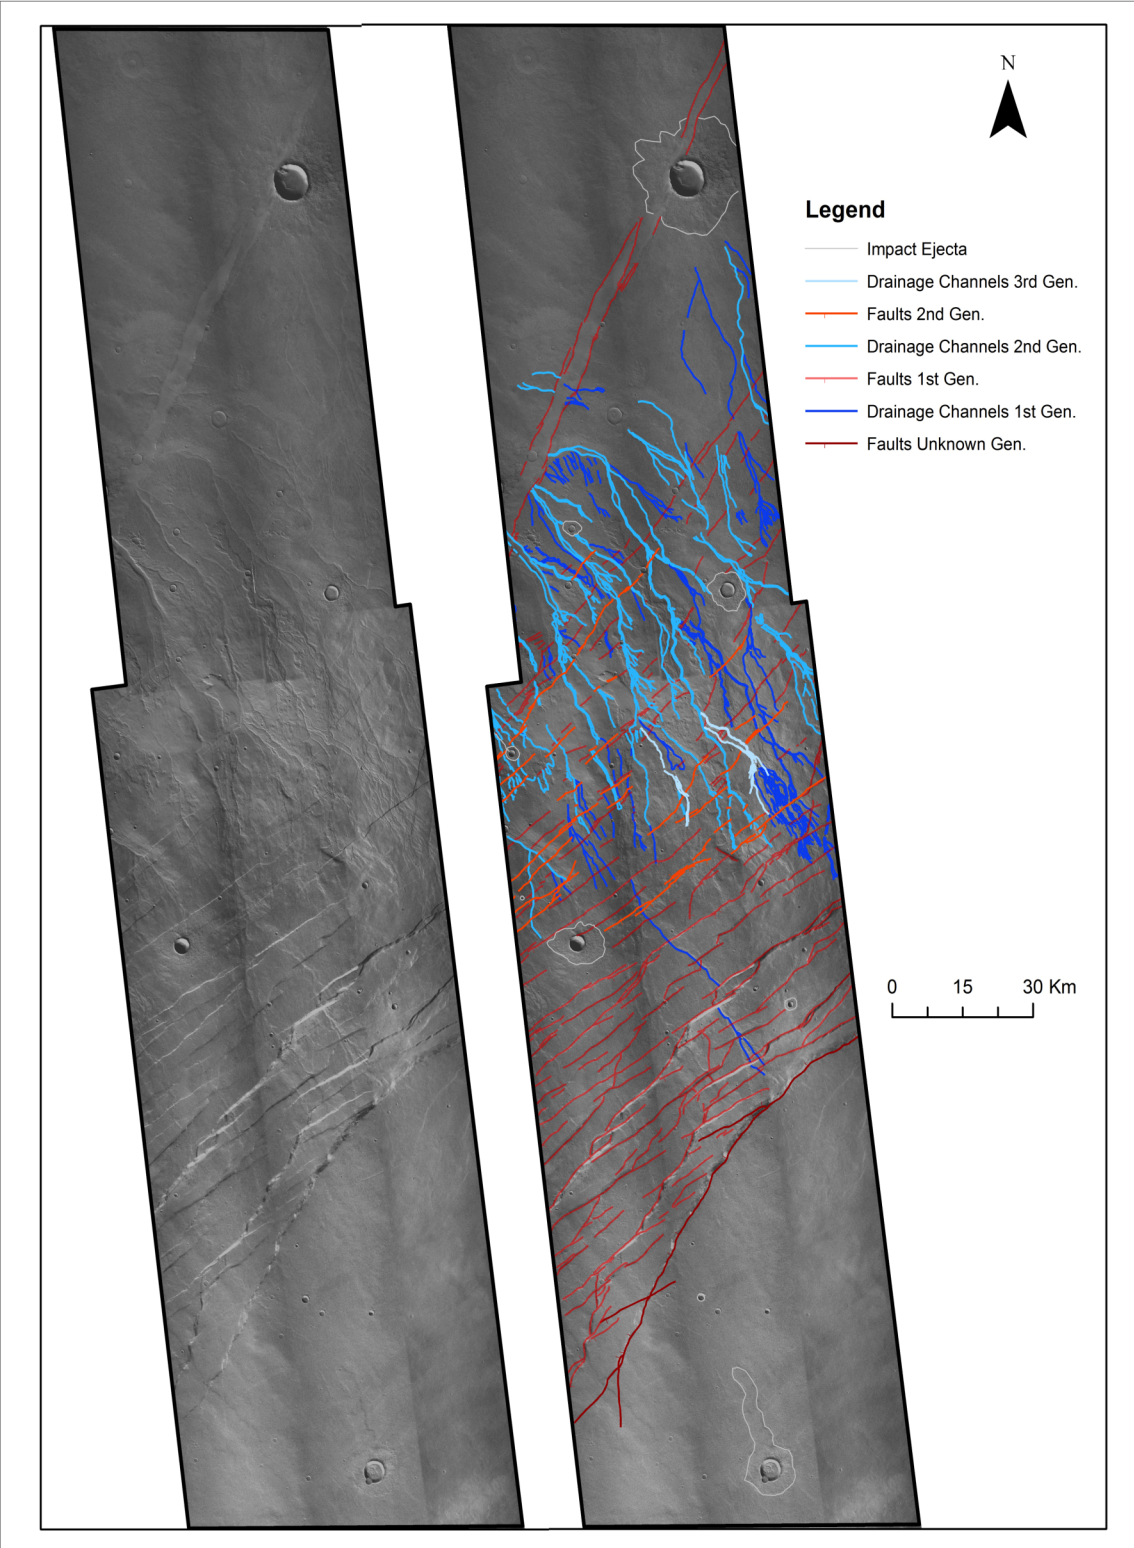 N
Legend
Impact Ejecta
Drainage Channels 3rd Gen.
Faults 2nd Gen.
Drainage Channels 2nd Gen.
Faults 1st Gen.
Drainage Channels 1st Gen.
Faults Unknown Gen.
0 15 30 Km